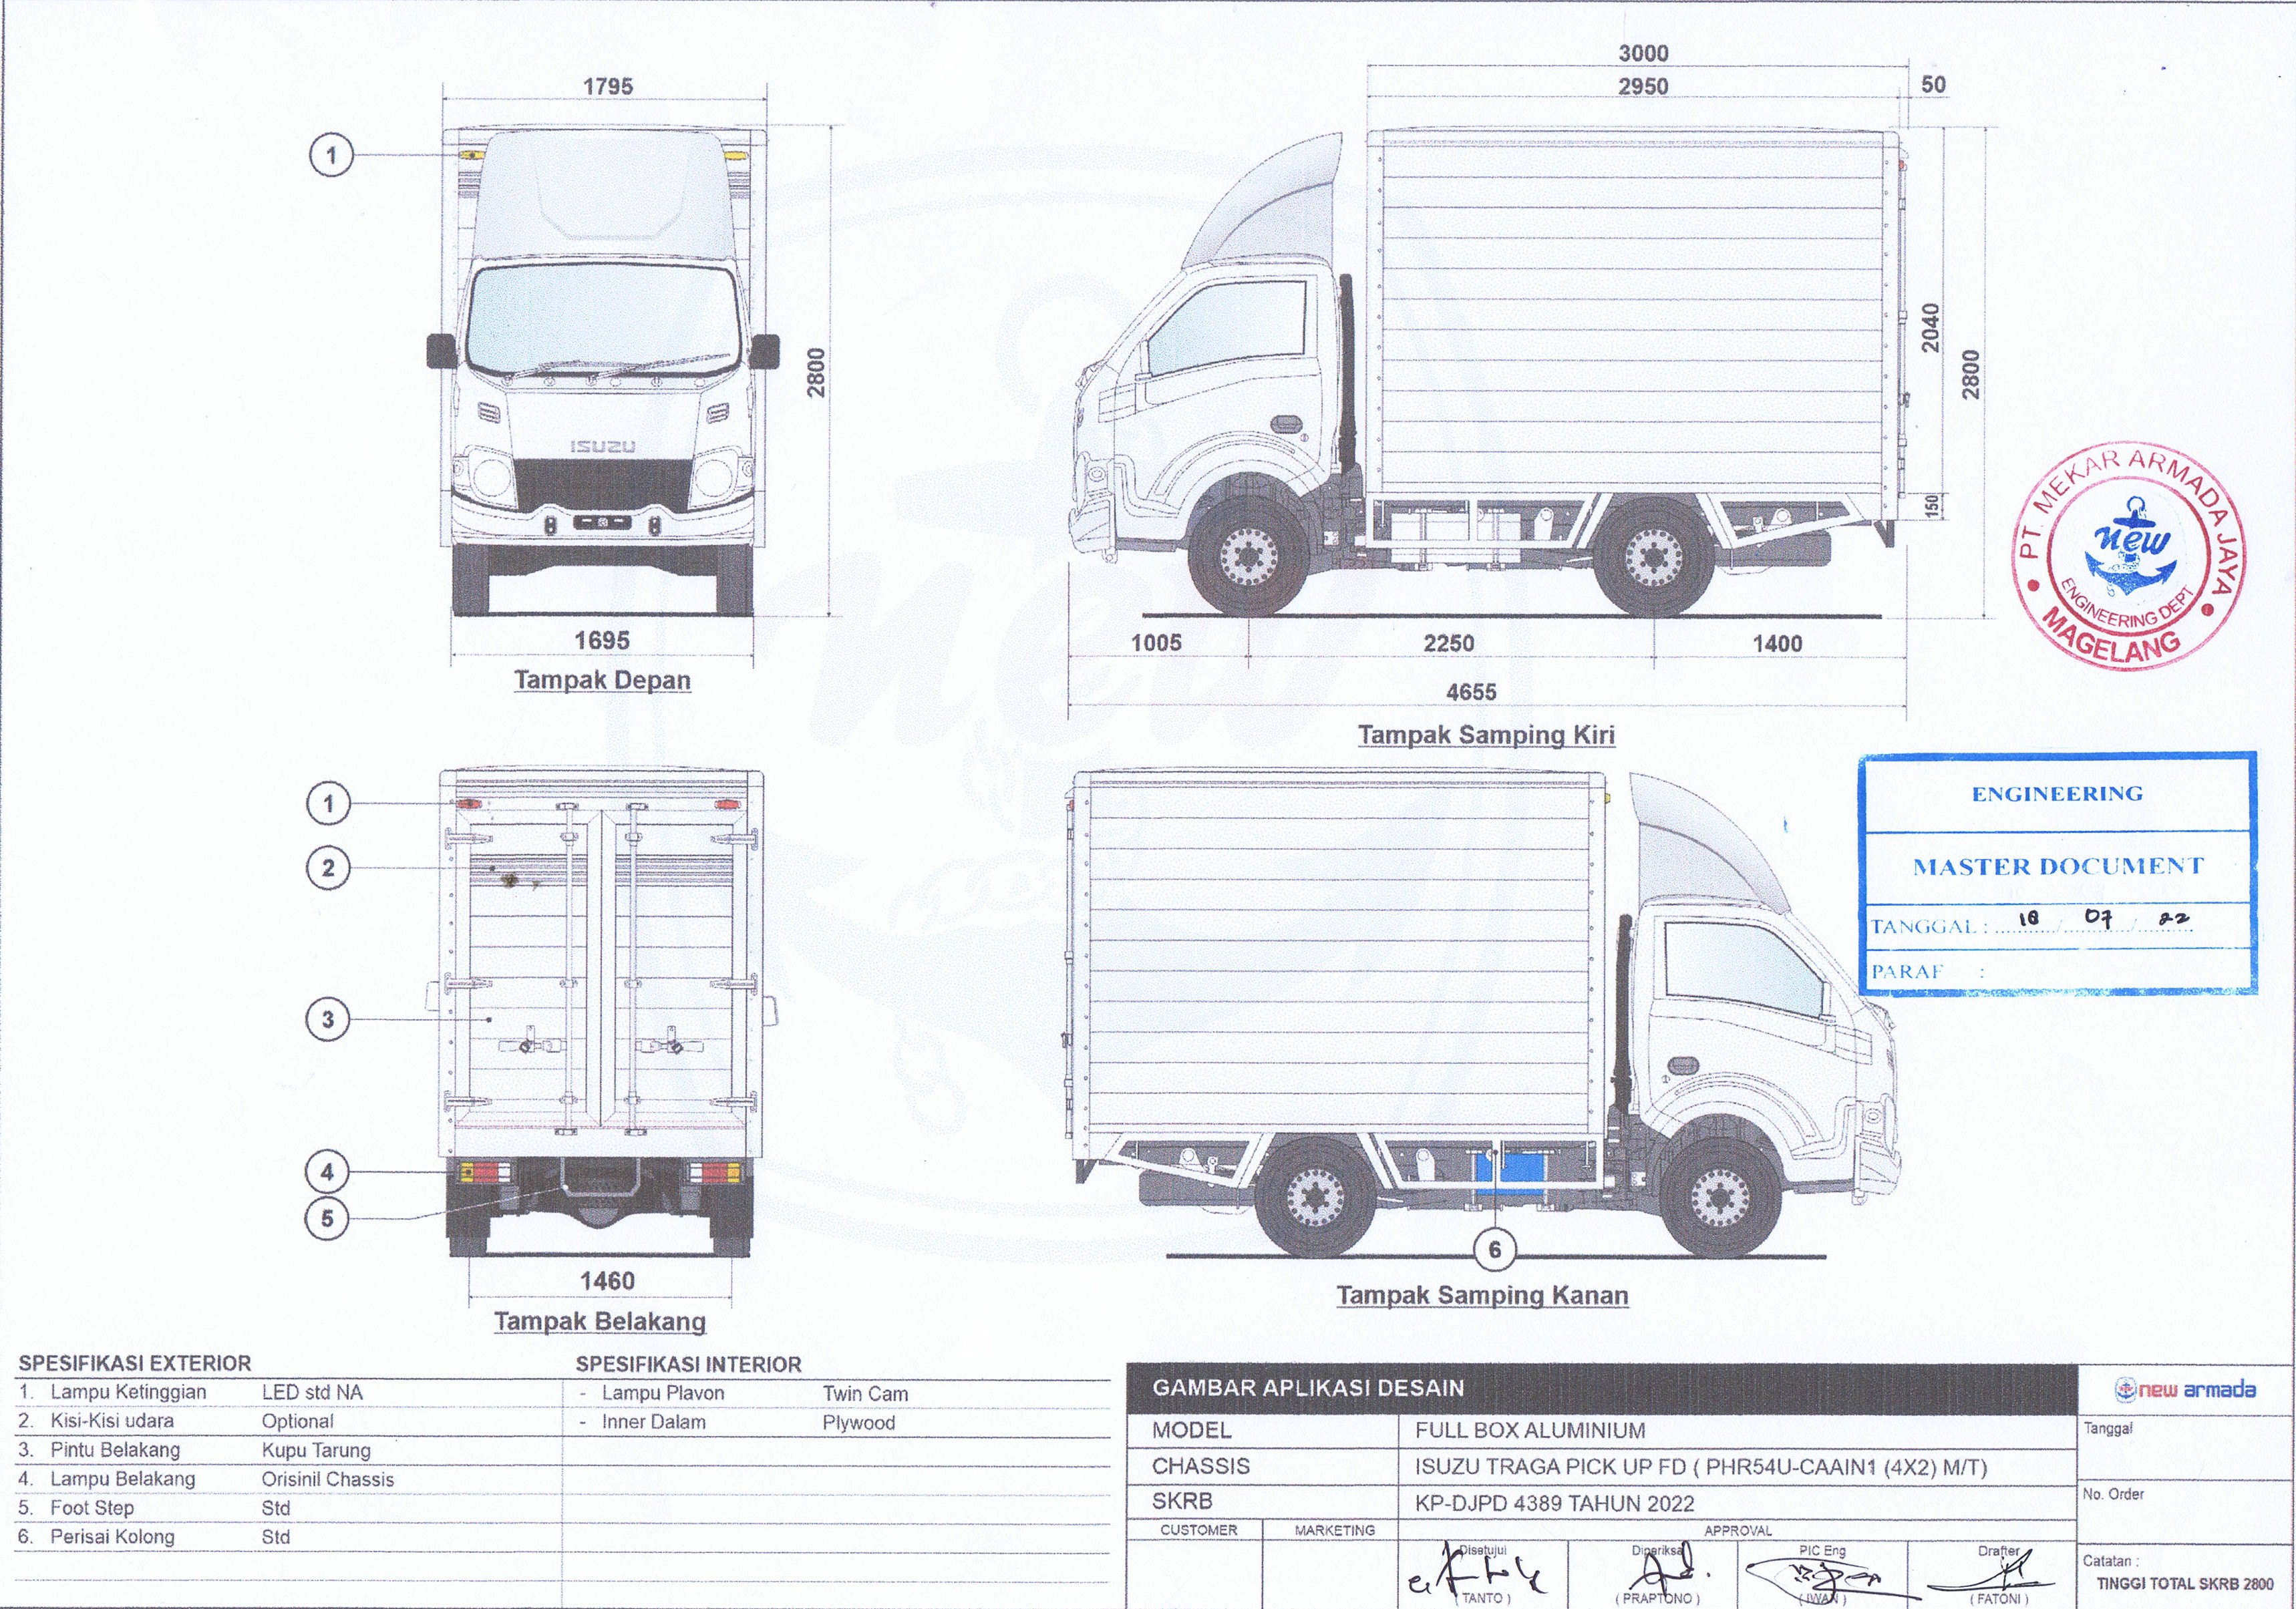 1795
1
2800
ISUZU
1695
Tampak Depan
3000
2950
50
2040
2800
150
1005
2250
1400
4655
Tampak Samping Kiri
PT. MEKAR ARMADA JAYA
new
ENGINEERING DEPT
MAGELANG
1
2
3
4
5
1460
Tampak Belakang
6
Tampak Samping Kanan
ENGINEERING
MASTER DOCUMENT
TANGGAL : 18 / 07 / 22
PARAF :
new
SPESIFIKASI EXTERIOR
1. Lampu Ketinggian LED std NA
2. Kisi-Kisi udara Optional
3. Pintu Belakang Kupu Tarung
4. Lampu Belakang Orisinil Chassis
5. Foot Step Std
6. Perisai Kolong Std
SPESIFIKASI INTERIOR
- Lampu Plavon Twin Cam
- Inner Dalam Plywood
GAMBAR APLIKASI DESAIN
MODEL FULL BOX ALUMINIUM
CHASSIS ISUZU TRAGA PICK UP FD ( PHR54U-CAAIN1 (4X2) M/T)
SKRB KP-DJPD 4389 TAHUN 2022
CUSTOMER MARKETING APPROVAL
Disetujui Diperiksa PIC Eng Drafter
( TANTO ) ( PRAPTONO ) ( IWAN ) ( FATONI )
new armada
Tanggal
No. Order
Catatan :
TINGGI TOTAL SKRB 2800